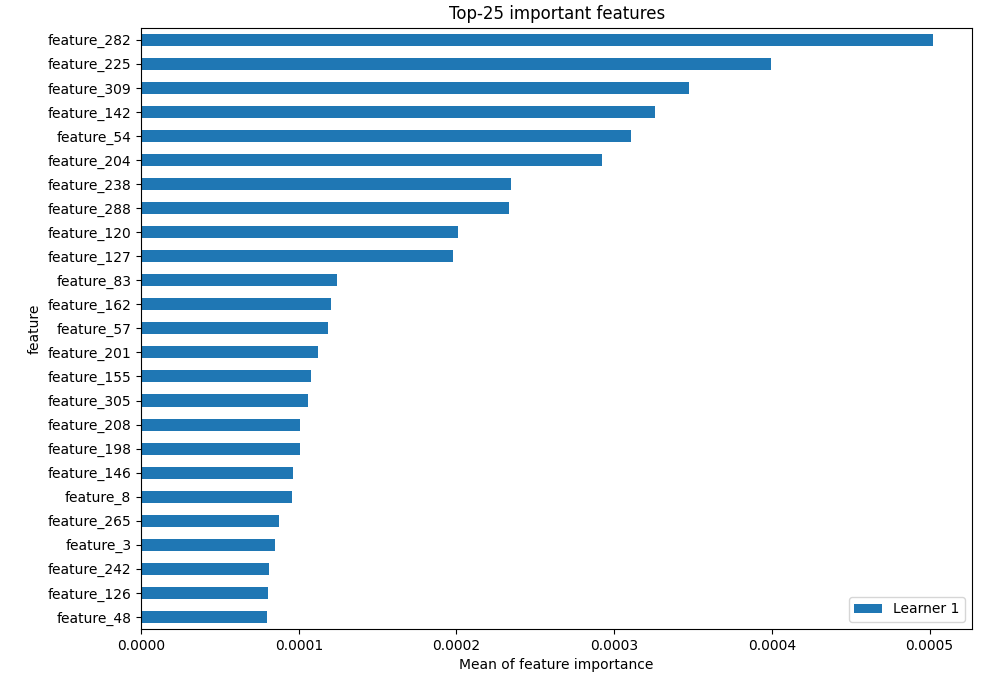 Top-25 important features
feature_282
feature_225
feature_309
feature_142
feature_54
feature_204
feature_238
feature_288
feature_120
feature_127
feature_83
feature_162
feature_57
feature_201
feature_155
feature_305
feature_208
feature_198
feature_146
feature_8
feature_265
feature_3
feature_242
feature_126
feature_48
feature
Learner 1
0.0000 0.0001 0.0002 0.0003 0.0004 0.0005
Mean of feature importance